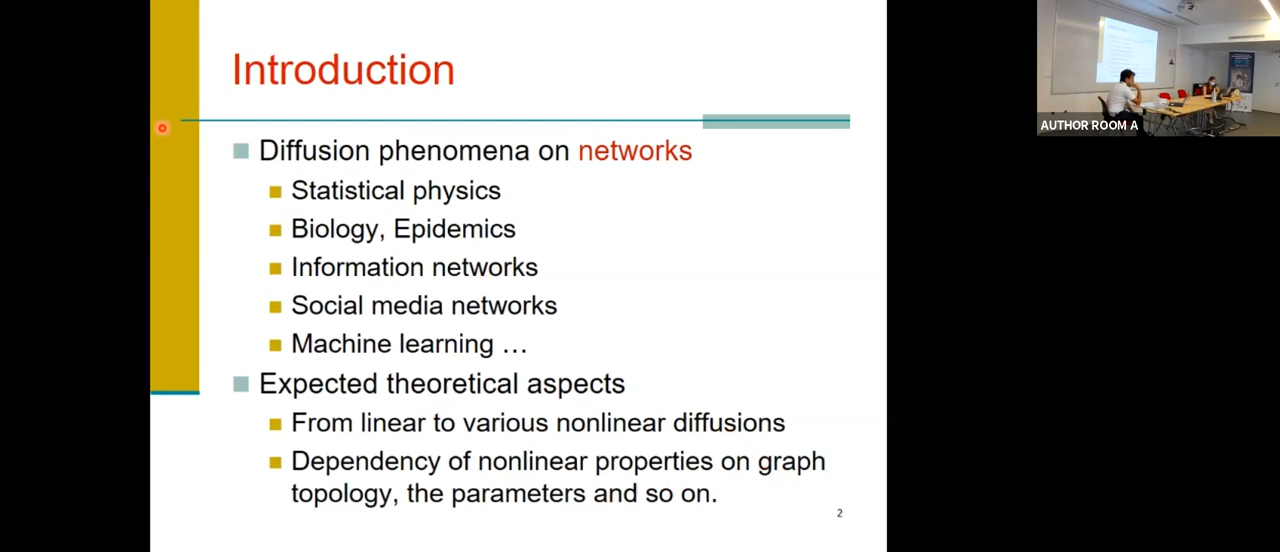 Introduction
Diffusion phenomena on networks
Statistical physics
Biology, Epidemics
Information networks
Social media networks
Machine learning …
Expected theoretical aspects
From linear to various nonlinear diffusions
Dependency of nonlinear properties on graph
topology, the parameters and so on.
2
AUTHOR ROOM A